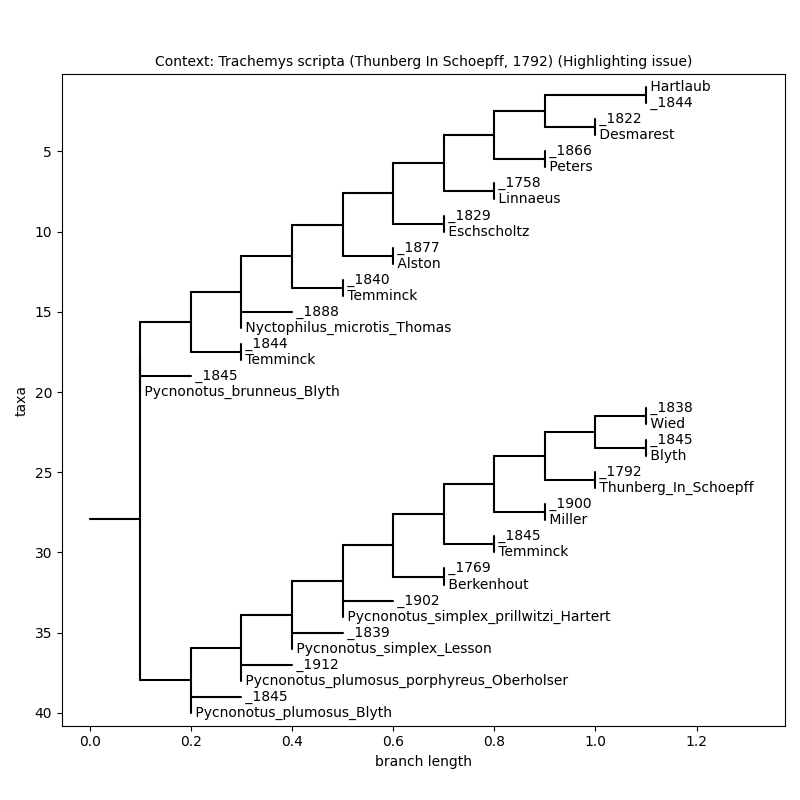 Context: Trachemys scripta (Thunberg In Schoepff, 1792) (Highlighting issue)
Hartlaub
_1844
_1822
Desmarest
_1866
Peters
_1758
Linnaeus
_1829
Eschscholtz
_1877
Alston
_1840
Temminck
_1888
Nyctophilus_microtis_Thomas
_1844
Temminck
_1845
Pycnonotus_brunneus_Blyth
_1838
Wied
_1845
Blyth
_1792
Thunberg_In_Schoepff
_1900
Miller
_1845
Temminck
_1769
Berkenhout
_1902
Pycnonotus_simplex_prillwitzi_Hartert
_1839
Pycnonotus_simplex_Lesson
_1912
Pycnonotus_plumosus_porphyreus_Oberholser
_1845
Pycnonotus_plumosus_Blyth
5
10
15
20
25
30
35
40
taxa
0.0 0.2 0.4 0.6 0.8 1.0 1.2
branch length